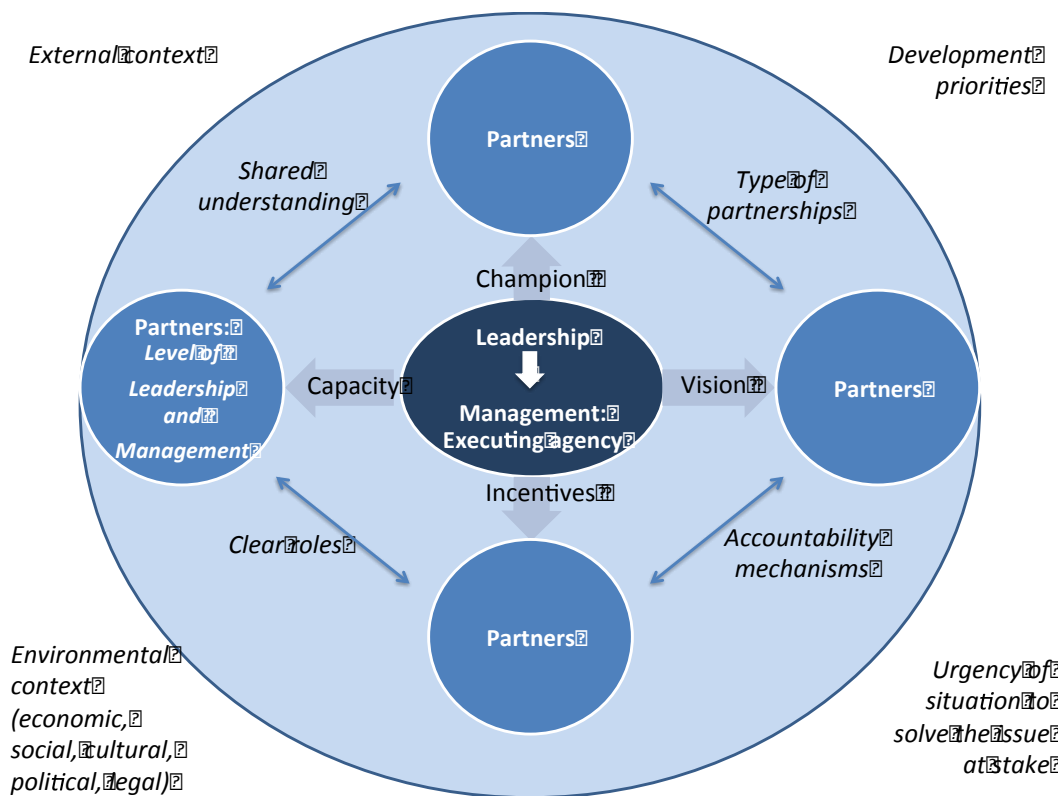 External context
Development
priorities
Partners
Shared
understanding
Type of
partnerships
Champion
Partners:
Level of
Leadership
and
Management
Capacity
Leadership
Management:
Executing agency
Vision
Partners
Incentives
Clear roles
Accountability
mechanisms
Partners
Environmental
context
(economic,
social, cultural,
political, legal)
Urgency of
situation to
solve the issue
at stake